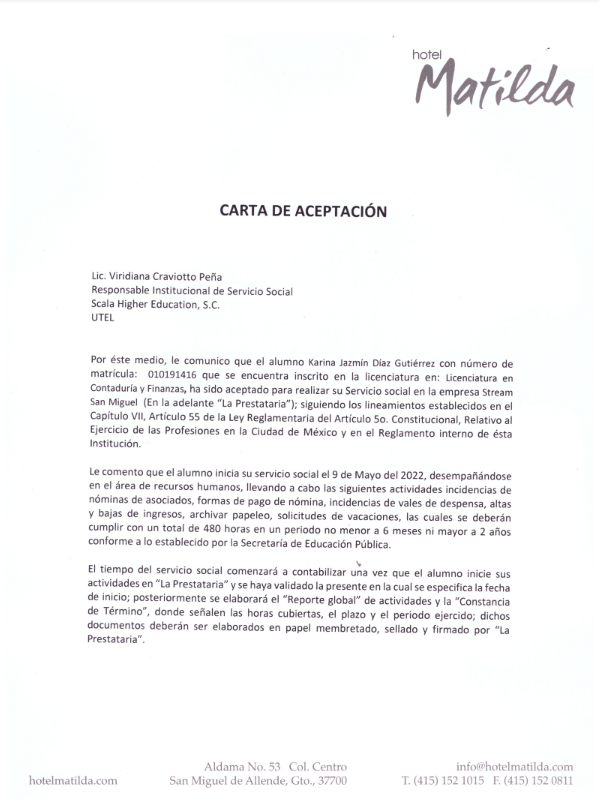 hotel
Matilda
CARTA DE ACEPTACIÓN
Lic. Viridiana Craviotto Peña
Responsable Institucional de Servicio Social
Scala Higher Education, S.C.
UTEL
Por éste medio, le comunico que el alumno Karina Jazmín Díaz Gutiérrez con número de
matrícula: 010191416 que se encuentra inscrito en la licenciatura en: Licenciatura en
Contaduría y Finanzas, ha sido aceptado para realizar su Servicio social en la empresa Stream
San Miguel (En la adelante "La Prestataria"); siguiendo los lineamientos establecidos en el
Capítulo VII, Artículo 55 de la Ley Reglamentaria del Artículo 5o. Constitucional, Relativo al
Ejercicio de las Profesiones en la Ciudad de México y en el Reglamento interno de ésta
Institución.
Le comento que el alumno inicia su servicio social el 9 de Mayo del 2022, desempañándose
en el área de recursos humanos, llevando a cabo las siguientes actividades incidencias de
nóminas de asociados, formas de pago de nómina, incidencias de vales de despensa, altas
y bajas de ingresos, archivar papeleo, solicitudes de vacaciones, las cuales se deberán
cumplir con un total de 480 horas en un periodo no menor a 6 meses ni mayor a 2 años
conforme a lo establecido por la Secretaría de Educación Pública.
El tiempo del servicio social comenzará a contabilizar una vez que el alumno inicie sus
actividades en "La Prestataria" y se haya validado la presente en la cual se especifica la fecha
de inicio; posteriormente se elaborará el "Reporte global" de actividades y la "Constancia
de Término", donde señalen las horas cubiertas, el plazo y el periodo ejercido; dichos
documentos deberán ser elaborados en papel membretado, sellado y firmado por "La
Prestataria".
hotelmatilda.com
Aldama No. 53 Col. Centro
San Miguel de Allende, Gto., 37700
info@hotelmatilda.com
T. (415) 152 1015 F. (415) 152 0811